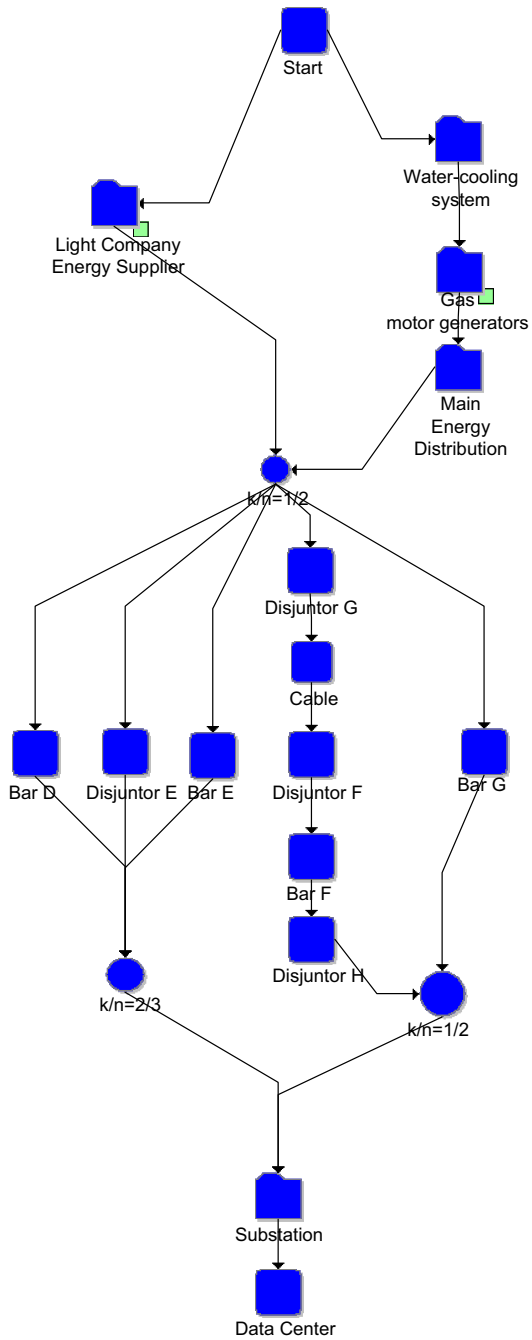 Start
Water-cooling
system
Light Company
Energy Supplier
Gas
motor generators
Main
Energy
Distribution
k/n=1/2
Disjuntor G
Cable
Bar D
Disjuntor E
Bar E
Disjuntor F
Bar G
Bar F
Disjuntor H
k/n=2/3
k/n=1/2
Substation
Data Center